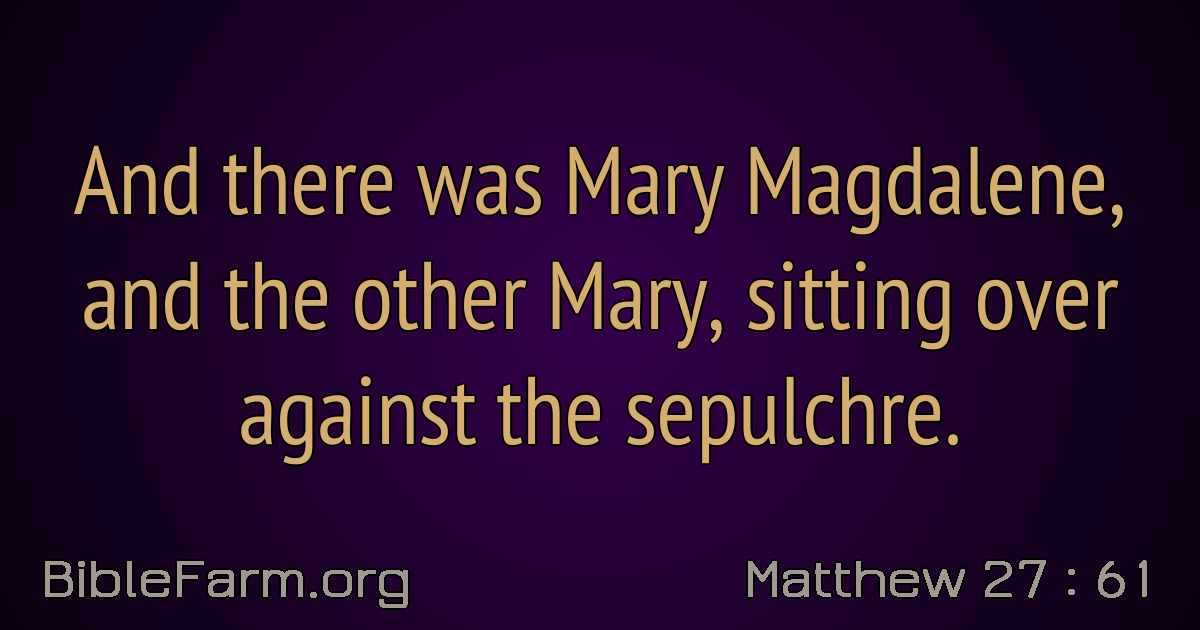 And there was Mary Magdalene,
and the other Mary, sitting over
against the sepulchre.
BibleFarm.org
Matthew 27 : 61